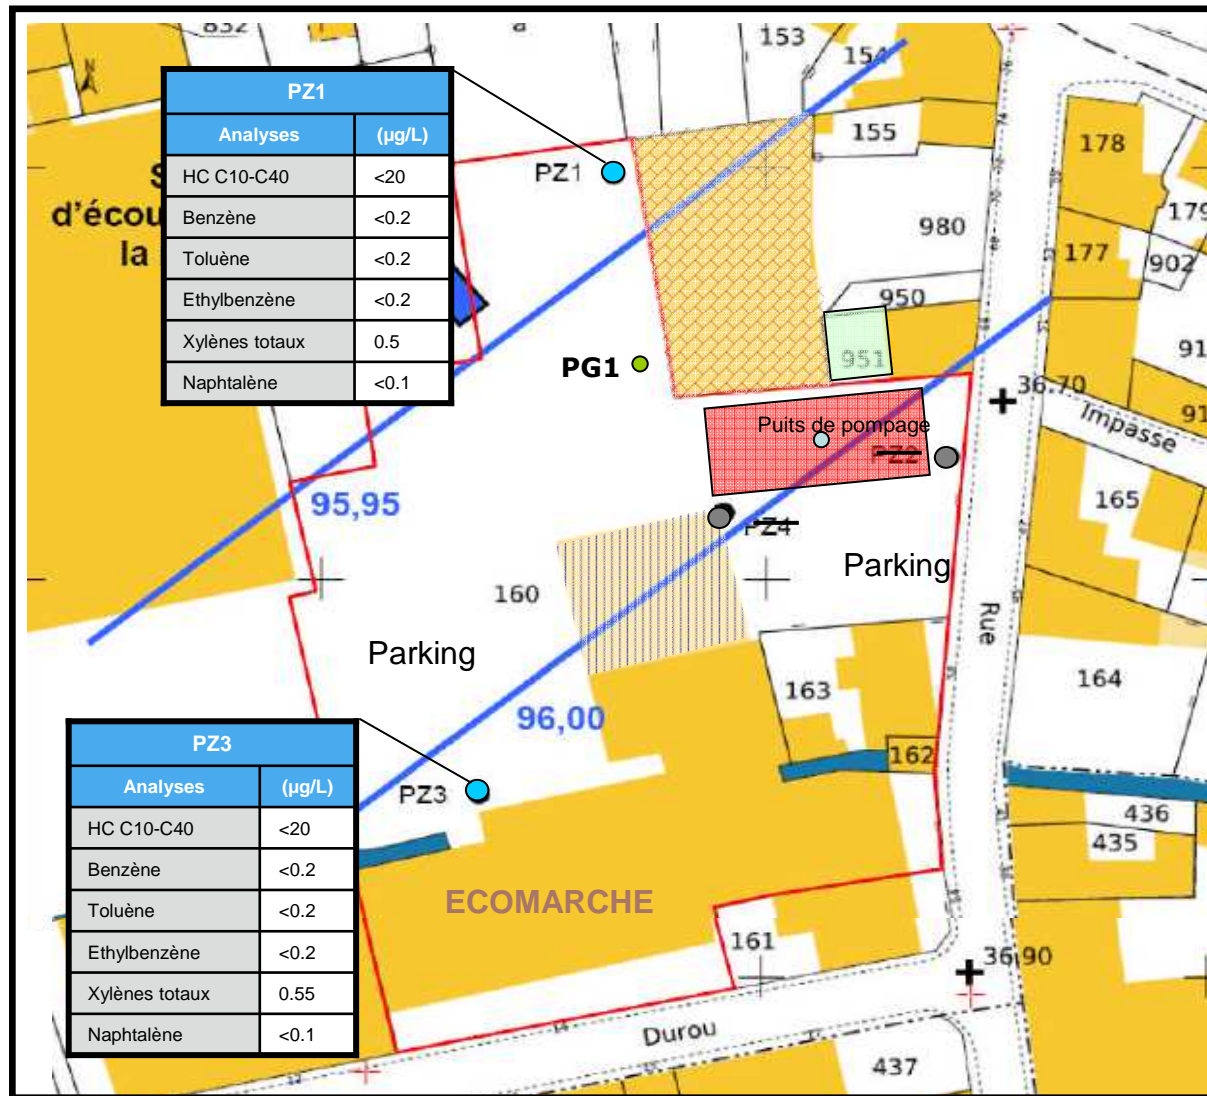 832
a
153
154
N
PZ1
Analyses (µg/L)
HC C10-C40 <20
Benzène <0.2
Toluène <0.2
Ethylbenzène <0.2
Xylènes totaux 0.5
Naphtalène <0.1
S
d'écou
la
PZ1
155
178
179
980
177
902
950
951
PG1
91
36.70
91
Impasse
Puits de pompage
PZ2
95,95
165
PZ4
Parking
160
Rue
Parking
163
164
96,00
162
PZ3
Analyses (µg/L)
HC C10-C40 <20
Benzène <0.2
Toluène <0.2
Ethylbenzène <0.2
Xylènes totaux 0.55
Naphtalène <0.1
PZ3
436
435
ECOMARCHE
161
36.90
Durou
437